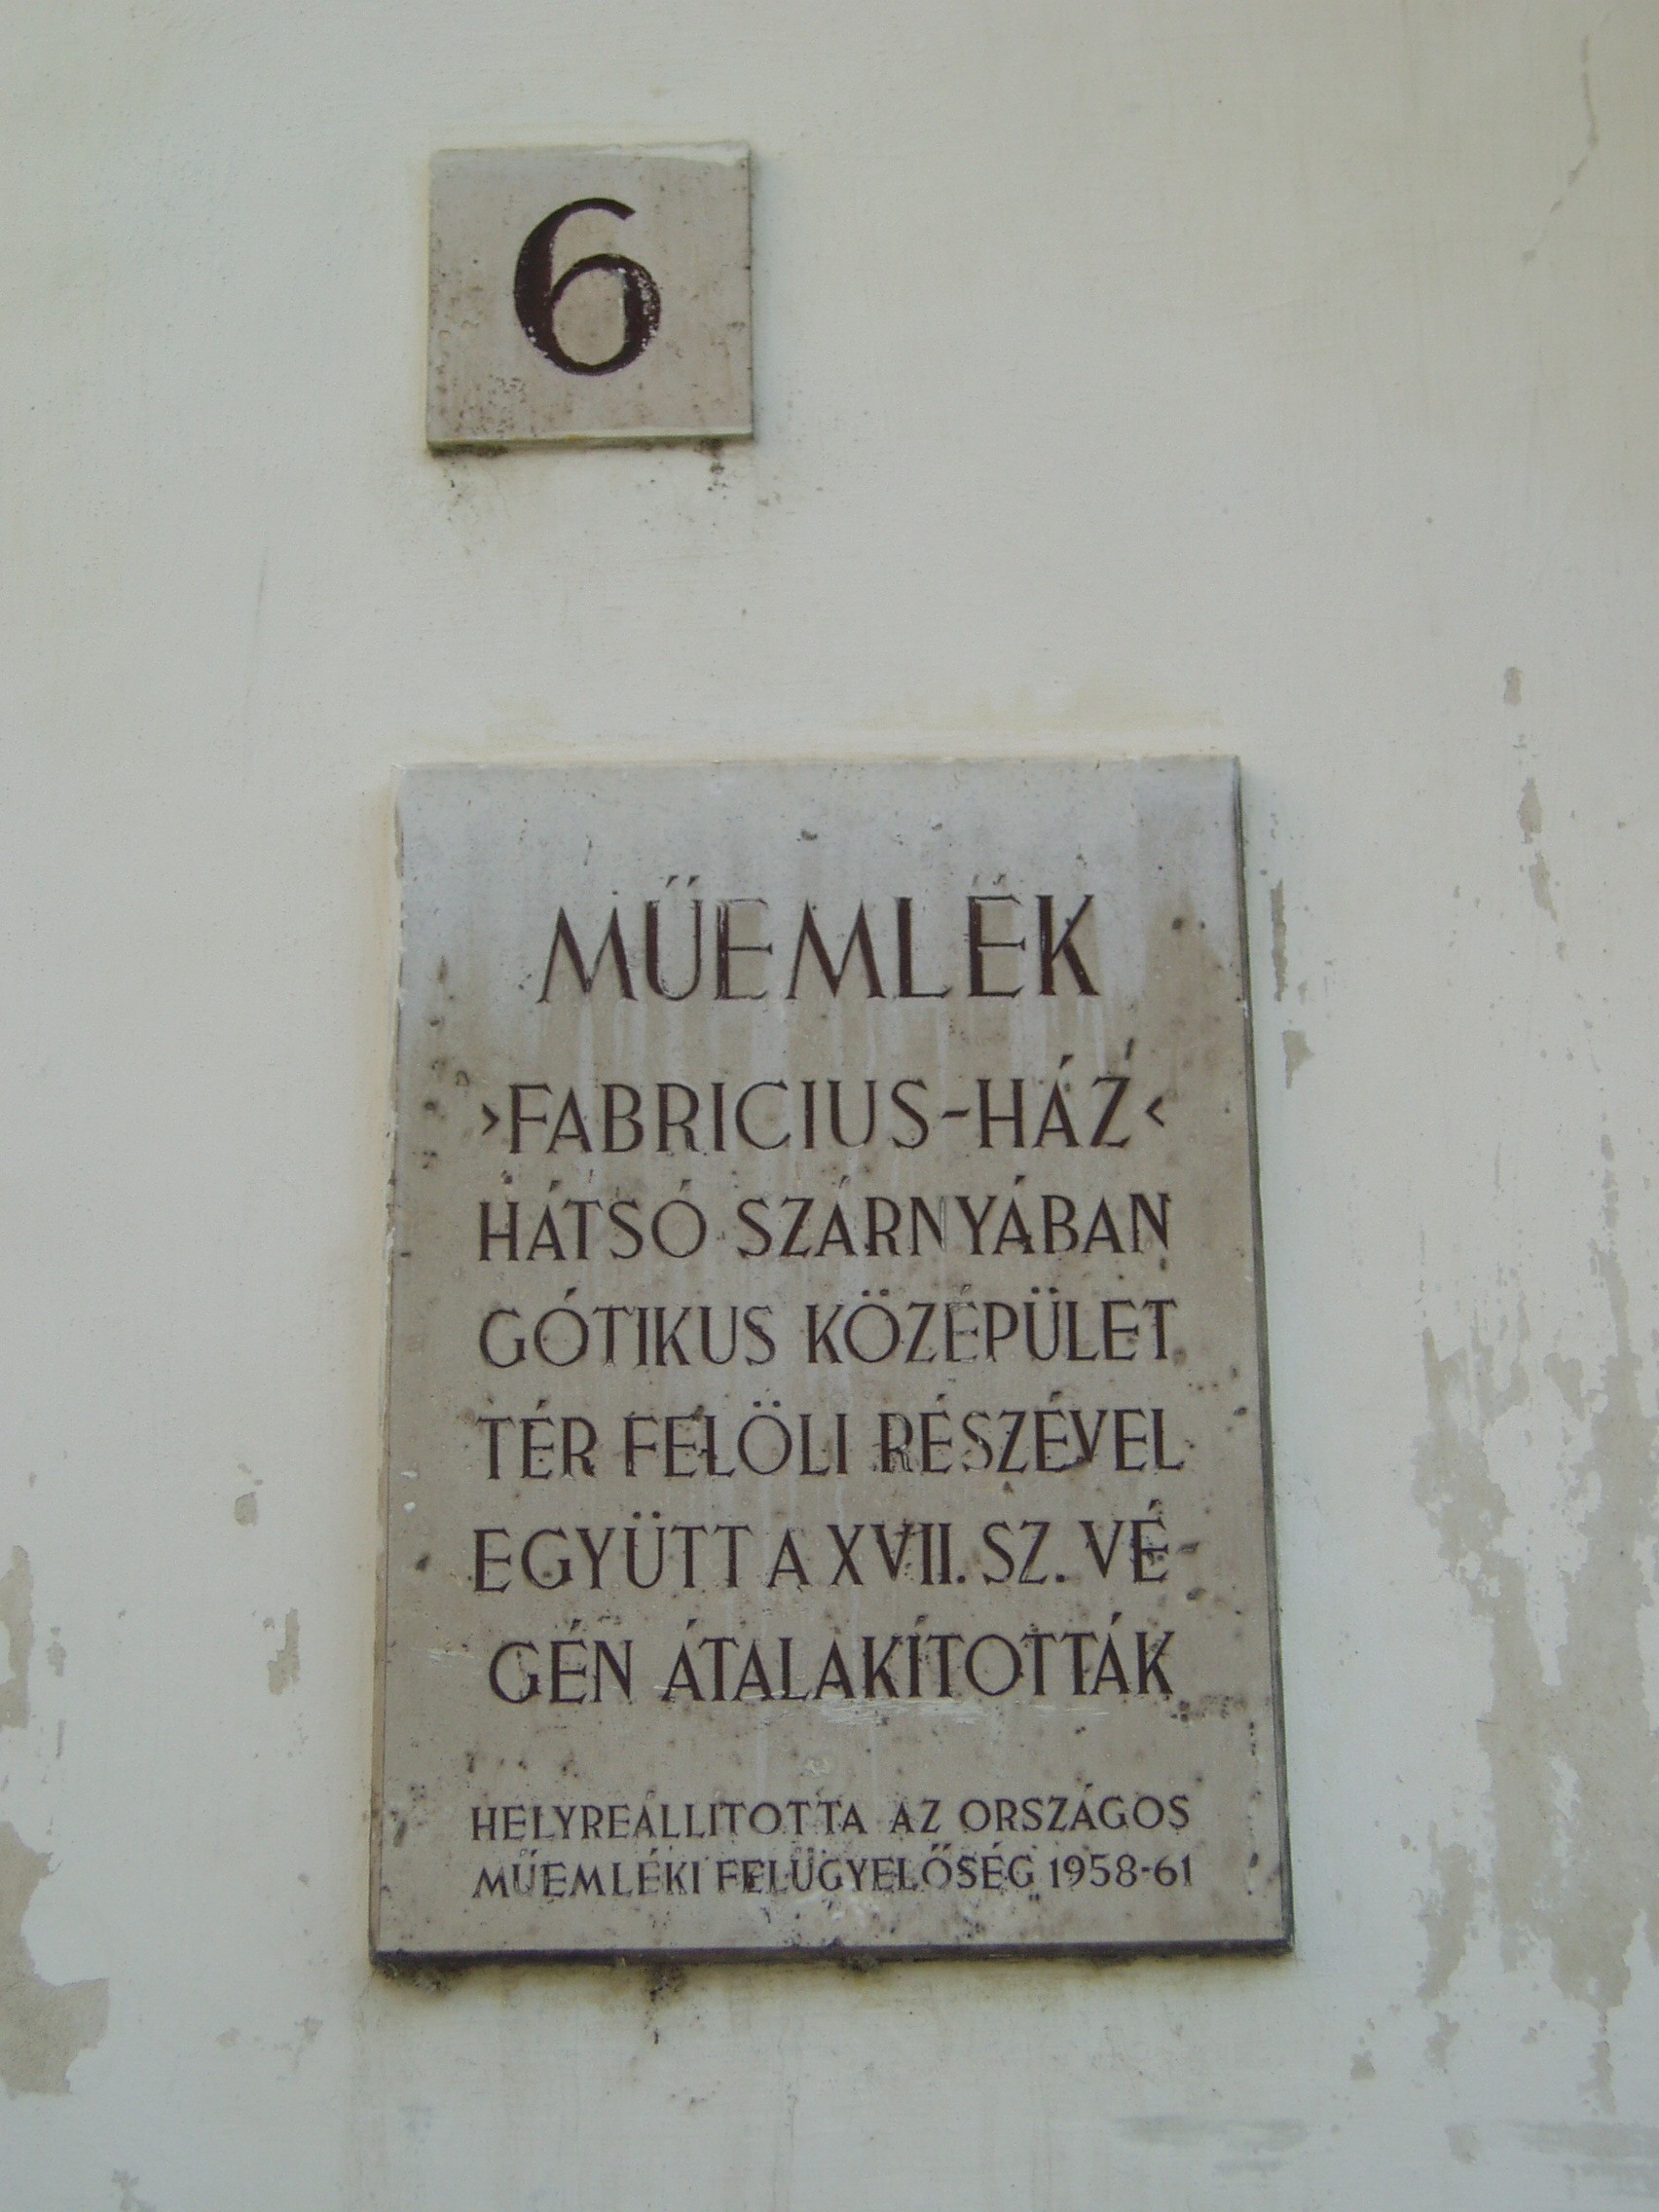 6
MŰEMLÉK
›FABRICIUS-HÁZ‹
HÁTSÓ SZÁRNYÁBAN
GÓTIKUS KÖZÉPÜLET
TÉR FELÖLI RÉSZÉVEL
EGYÜTT A XVII. SZ. VÉ-
GÉN ÁTALAKÍTOTTÁK
HELYREÁLLÍTOTTA AZ ORSZÁGOS
MŰEMLÉKI FELÜGYELŐSÉG 1958-61